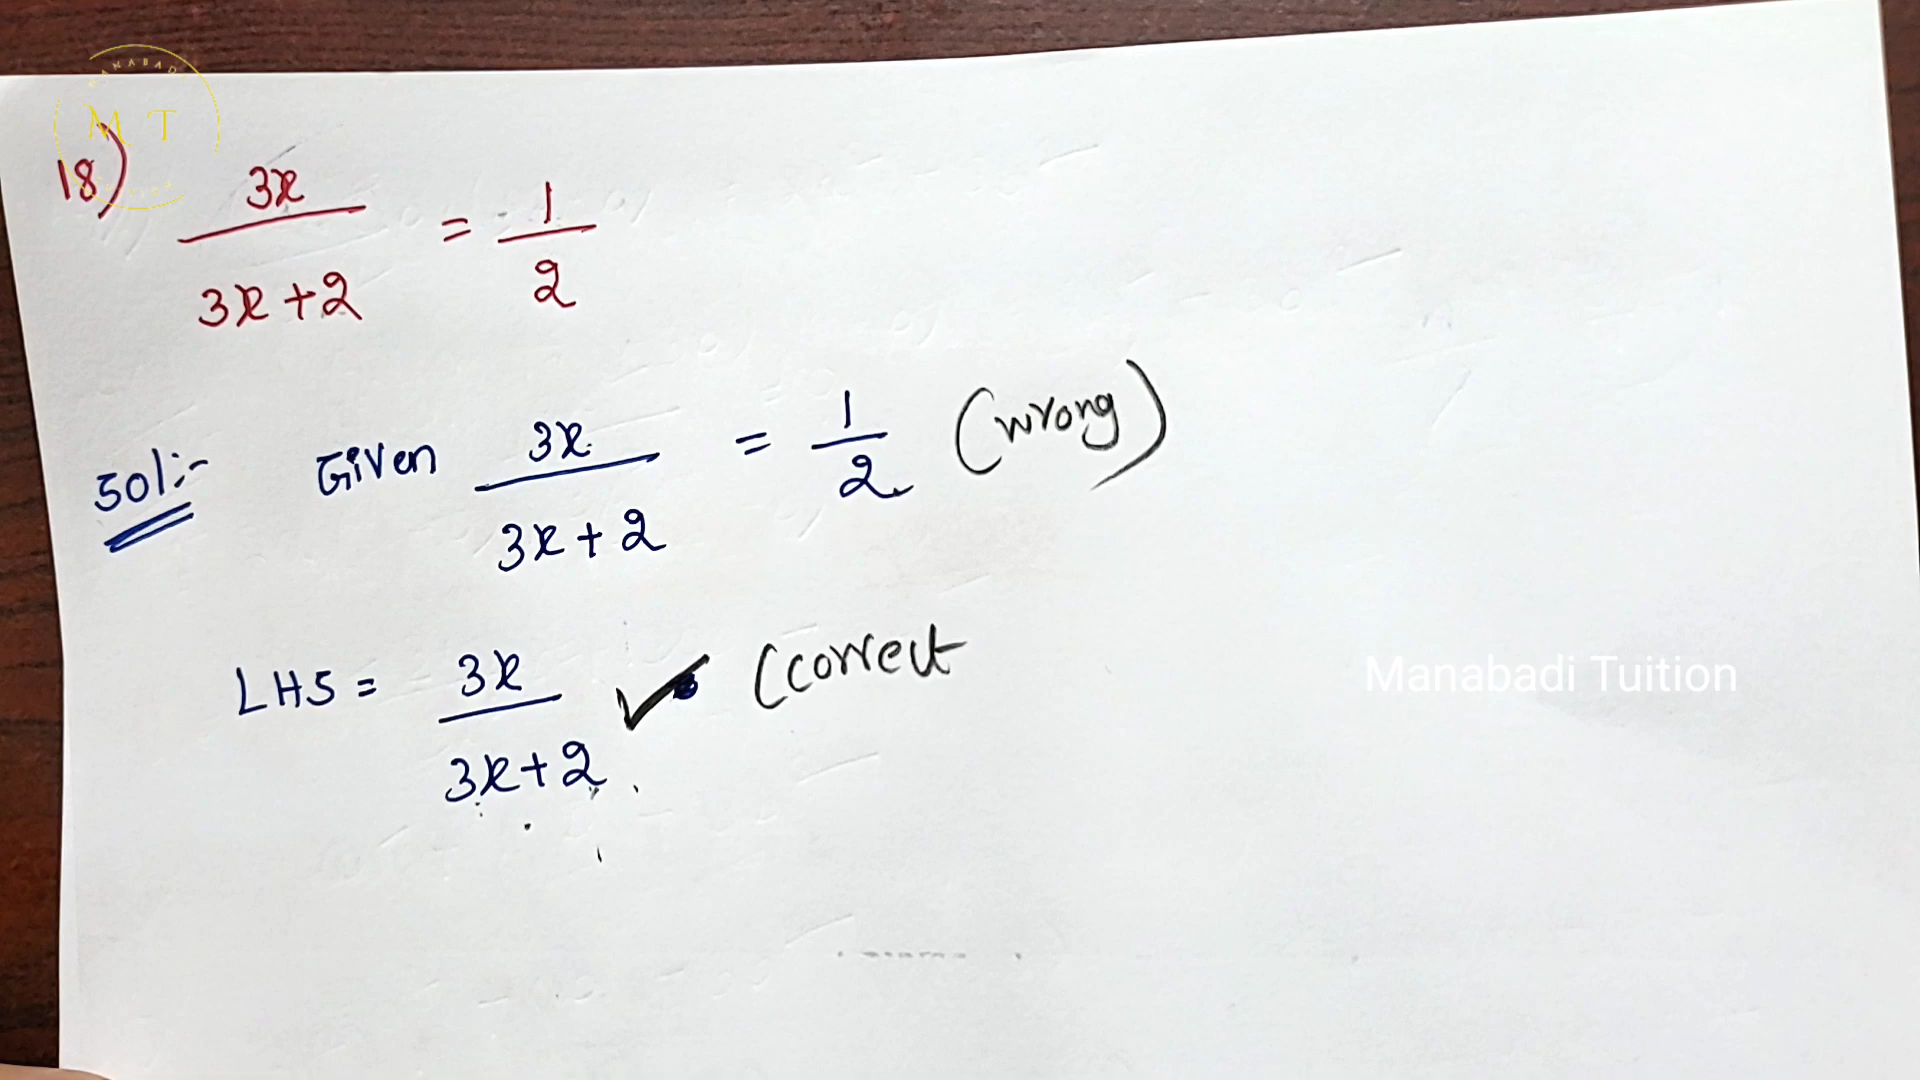 MANABADI
M T
18) 3x/(3x+2) = 1/2
Sol:- Given 3x/(3x+2) = 1/2 (wrong)
LHS = 3x/(3x+2) ✓ (correct
Manabadi Tuition